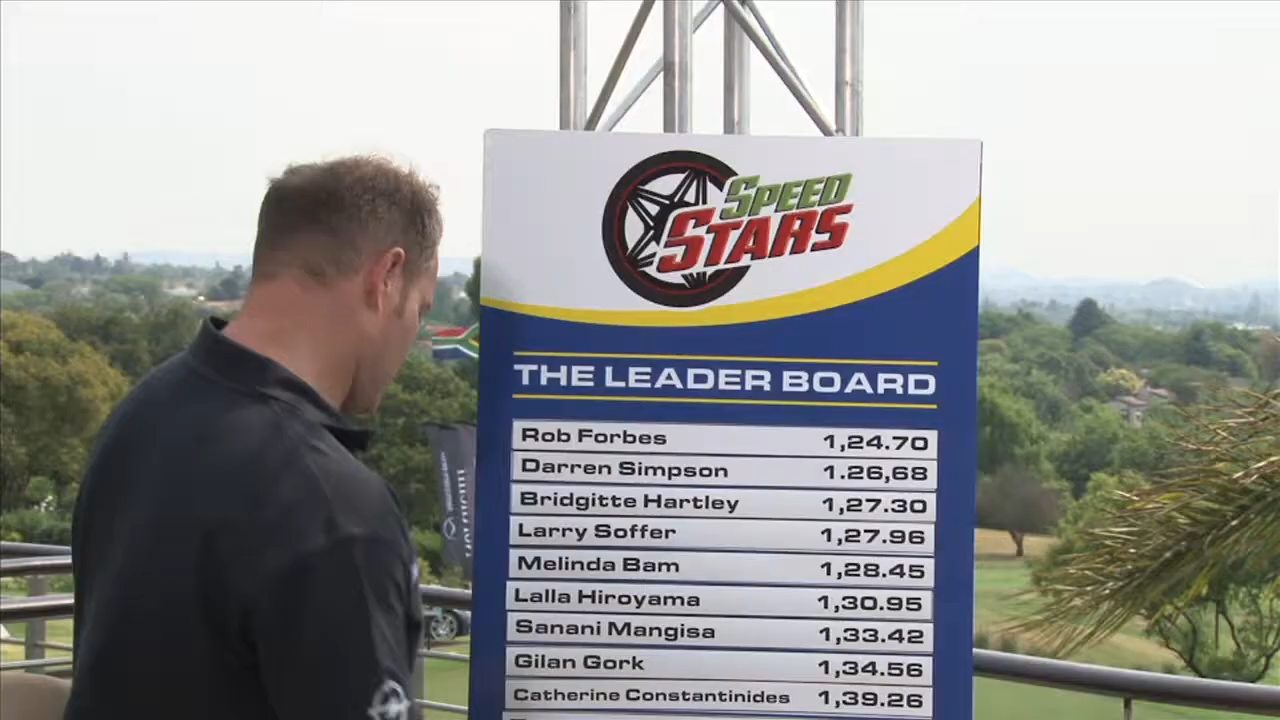 SPEED
STARS
THE LEADER BOARD
Rob Forbes 1,24.70
Darren Simpson 1.26,68
Bridgitte Hartley 1,27.30
Larry Soffer 1,27.96
Melinda Bam 1,28.45
Lalla Hiroyama 1,30.95
Sanani Mangisa 1,33.42
Gilan Gork 1,34.56
Catherine Constantinides 1,39.26